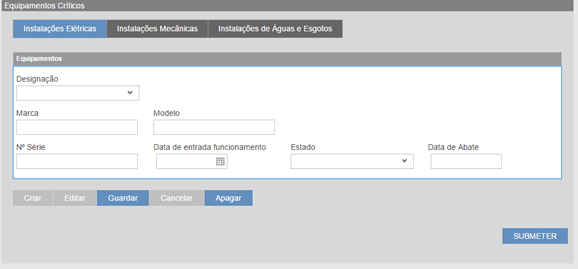 Equipamentos Críticos
Instalações Elétricas Instalações Mecânicas Instalações de Águas e Esgotos
Equipamentos
Designação
Marca Modelo
Nº Série Data de entrada funcionamento Estado Data de Abate
Criar Editar Guardar Cancelar Apagar
SUBMETER